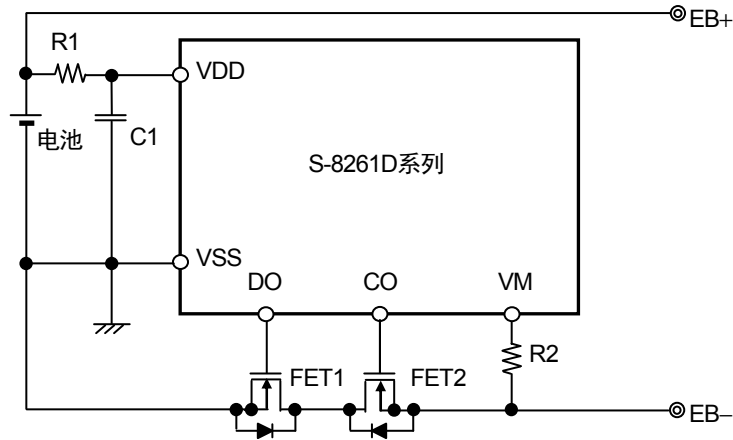 EB+
R1
VDD
电池
C1
S-8261D系列
VSS
DO
CO
VM
R2
FET1
FET2
EB−